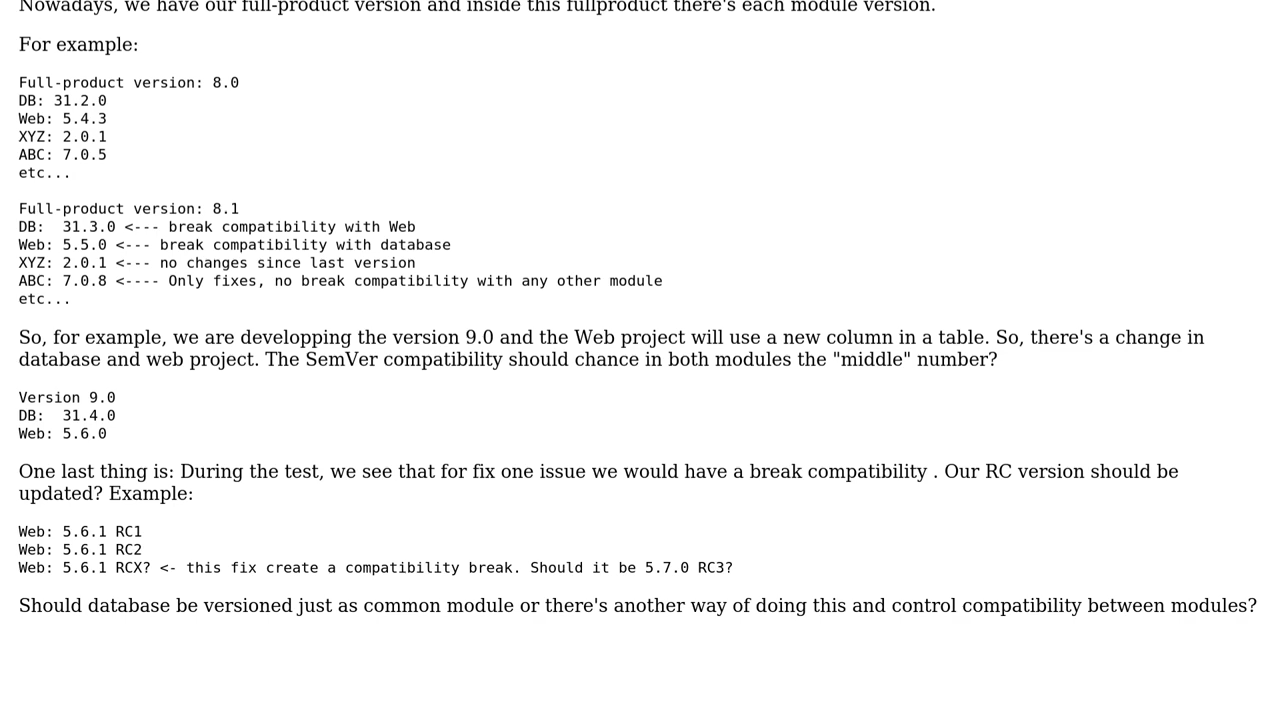 Nowadays, we have our full-product version and inside this fullproduct there's each module version.
For example:
Full-product version: 8.0
DB: 31.2.0
Web: 5.4.3
XYZ: 2.0.1
ABC: 7.0.5
etc...
Full-product version: 8.1
DB:  31.3.0 <--- break compatibility with Web
Web: 5.5.0 <--- break compatibility with database
XYZ: 2.0.1 <--- no changes since last version
ABC: 7.0.8 <---- Only fixes, no break compatibility with any other module
etc...
So, for example, we are developping the version 9.0 and the Web project will use a new column in a table. So, there's a change in
database and web project. The SemVer compatibility should chance in both modules the "middle" number?
Version 9.0
DB:  31.4.0
Web: 5.6.0
One last thing is: During the test, we see that for fix one issue we would have a break compatibility . Our RC version should be
updated? Example:
Web: 5.6.1 RC1
Web: 5.6.1 RC2
Web: 5.6.1 RCX? <- this fix create a compatibility break. Should it be 5.7.0 RC3?
Should database be versioned just as common module or there's another way of doing this and control compatibility between modules?